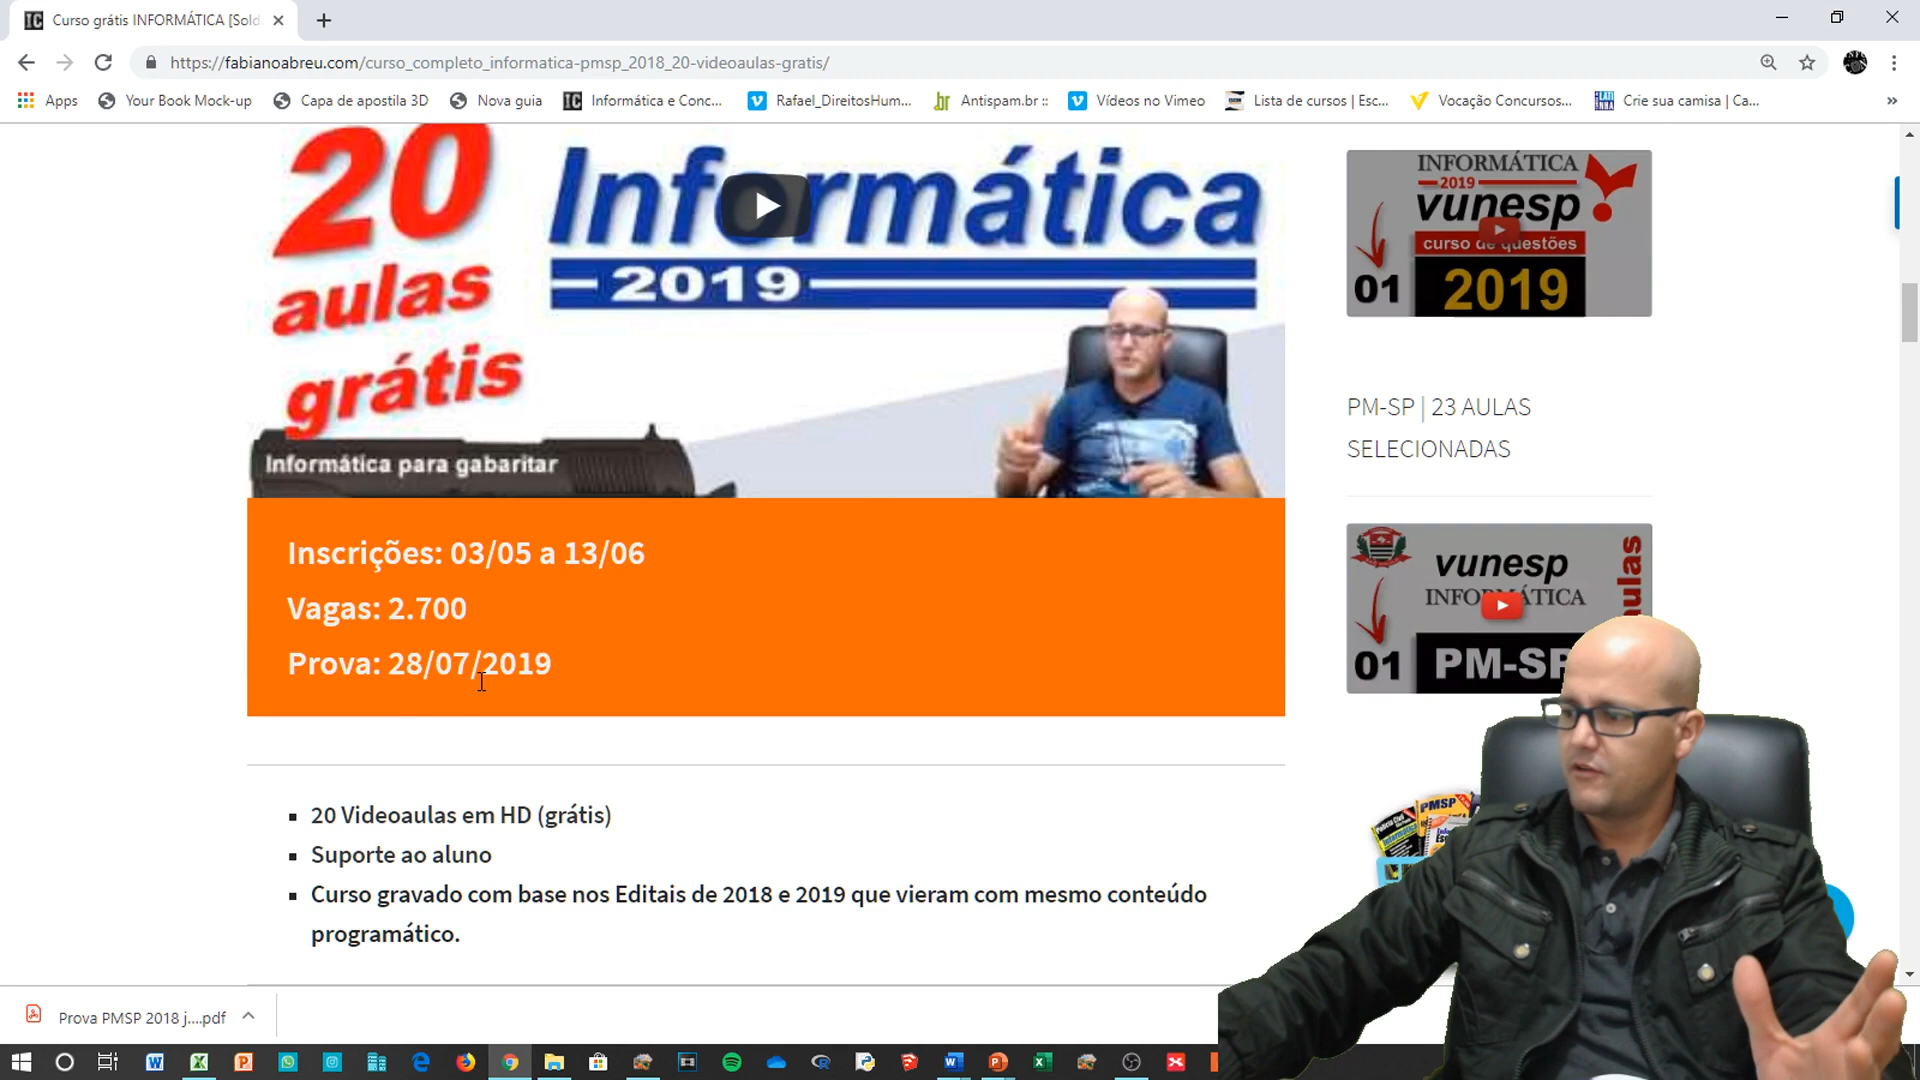 Curso grátis INFORMÁTICA [Sold
https://fabianoabreu.com/curso_completo_informatica-pmsp_2018_20-videoaulas-gratis/
Apps
Your Book Mock-up
Capa de apostila 3D
Nova guia
Informática e Conc...
Rafael_DireitosHum...
Antispam.br ::
Vídeos no Vimeo
Lista de cursos | Esc...
Vocação Concursos...
Crie sua camisa | Ca...
20
aulas
grátis
Informática
2019
Informática para gabaritar
Inscrições: 03/05 a 13/06
Vagas: 2.700
Prova: 28/07/2019
20 Videoaulas em HD (grátis)
Suporte ao aluno
Curso gravado com base nos Editais de 2018 e 2019 que vieram com mesmo conteúdo
programático.
INFORMÁTICA
2019
vunesp
curso de questões
01
2019
PM-SP | 23 AULAS
SELECIONADAS
vunesp
INFORMÁTICA
aulas
01
PM-SP
PMSP
Prova PMSP 2018 j....pdf